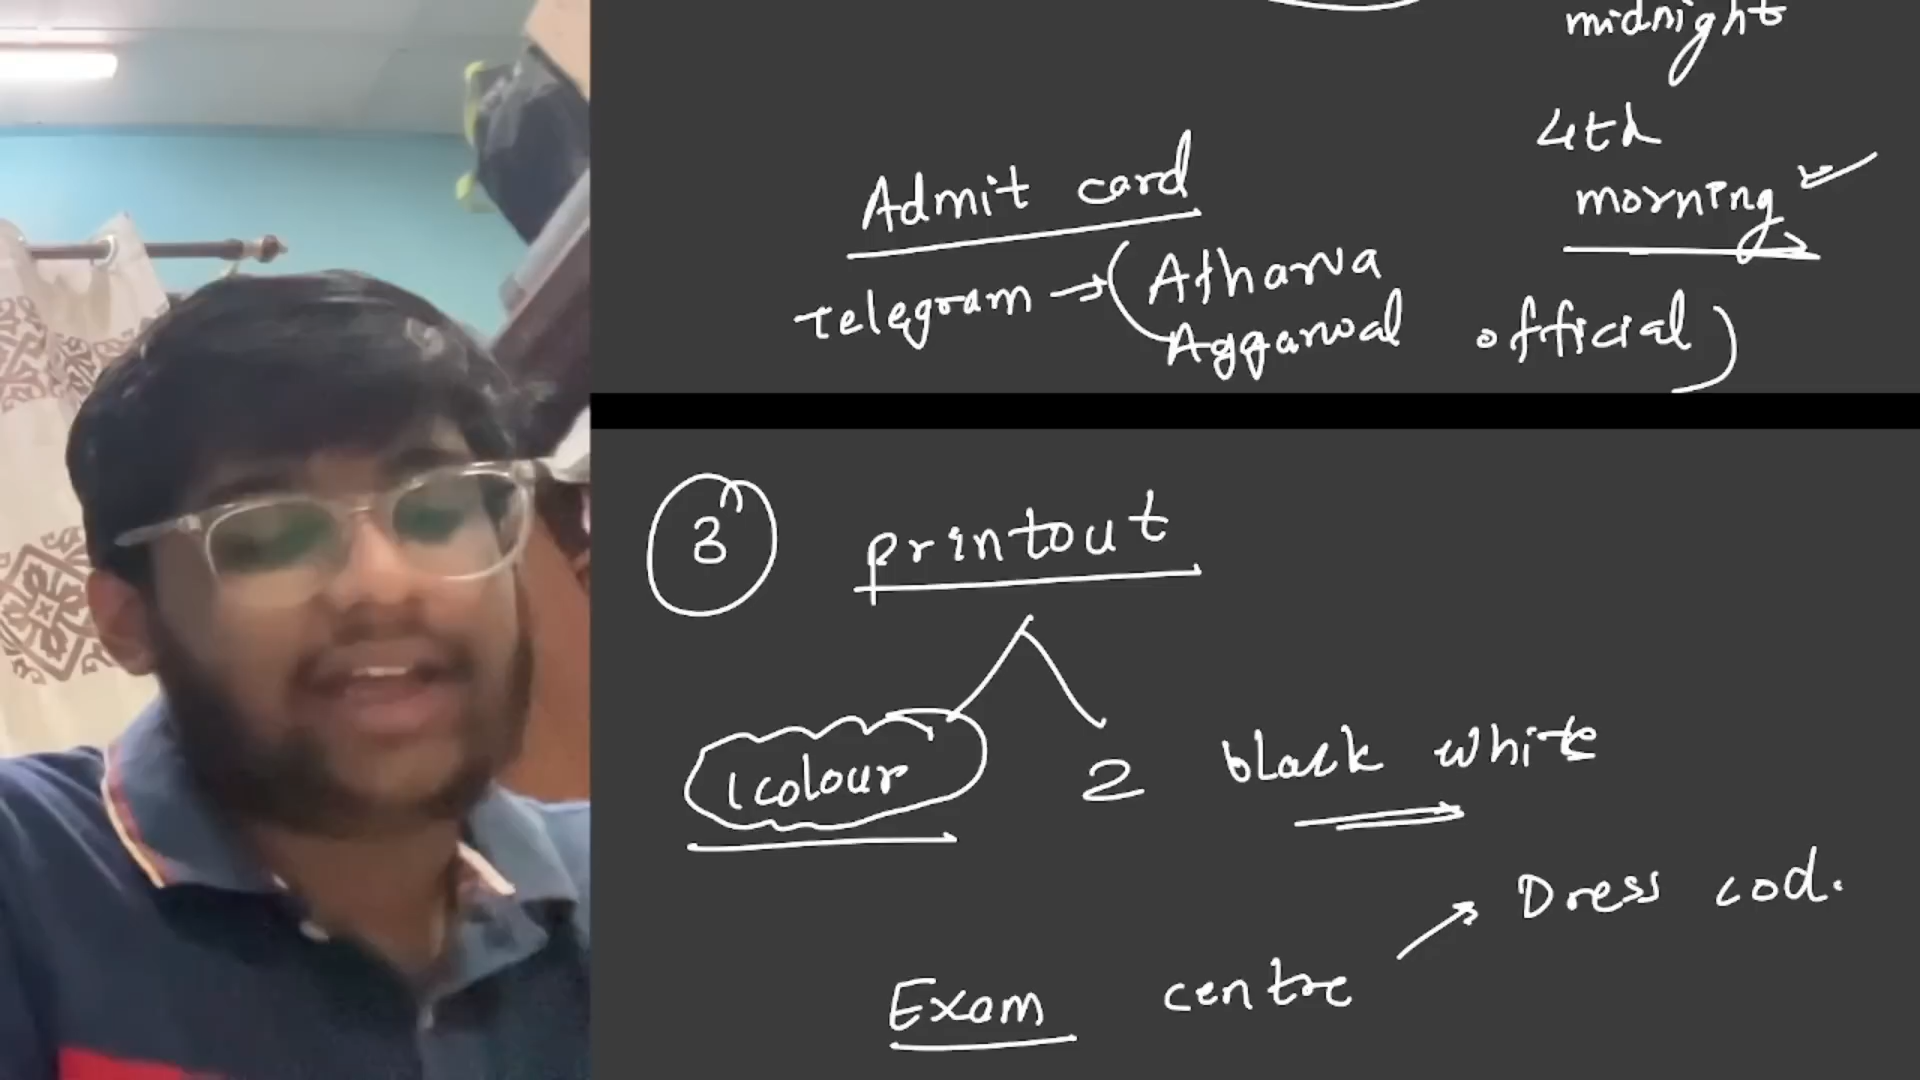 midnight
4th
morning
Admit card
Telegram → (Atharva
Aggarwal official)
3 printout
1 colour 2 black white
Dress cod.
Exam centre